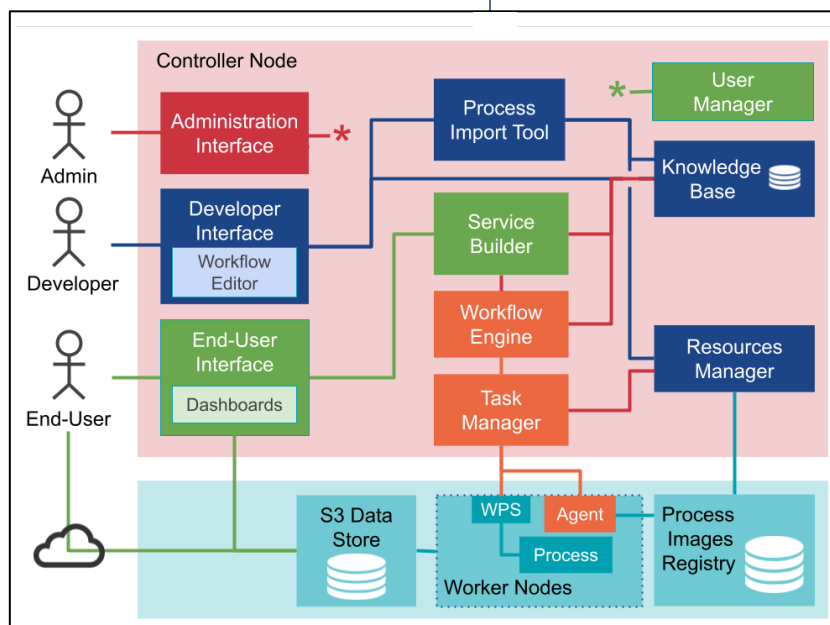 Controller Node
Admin
Administration
Interface
*
Process
Import Tool
*
User
Manager
Knowledge
Base
Developer
Developer
Interface
Workflow
Editor
Service
Builder
Workflow
Engine
End-User
End-User
Interface
Dashboards
Task
Manager
Resources
Manager
S3 Data
Store
WPS
Agent
Process
Worker Nodes
Process
Images
Registry